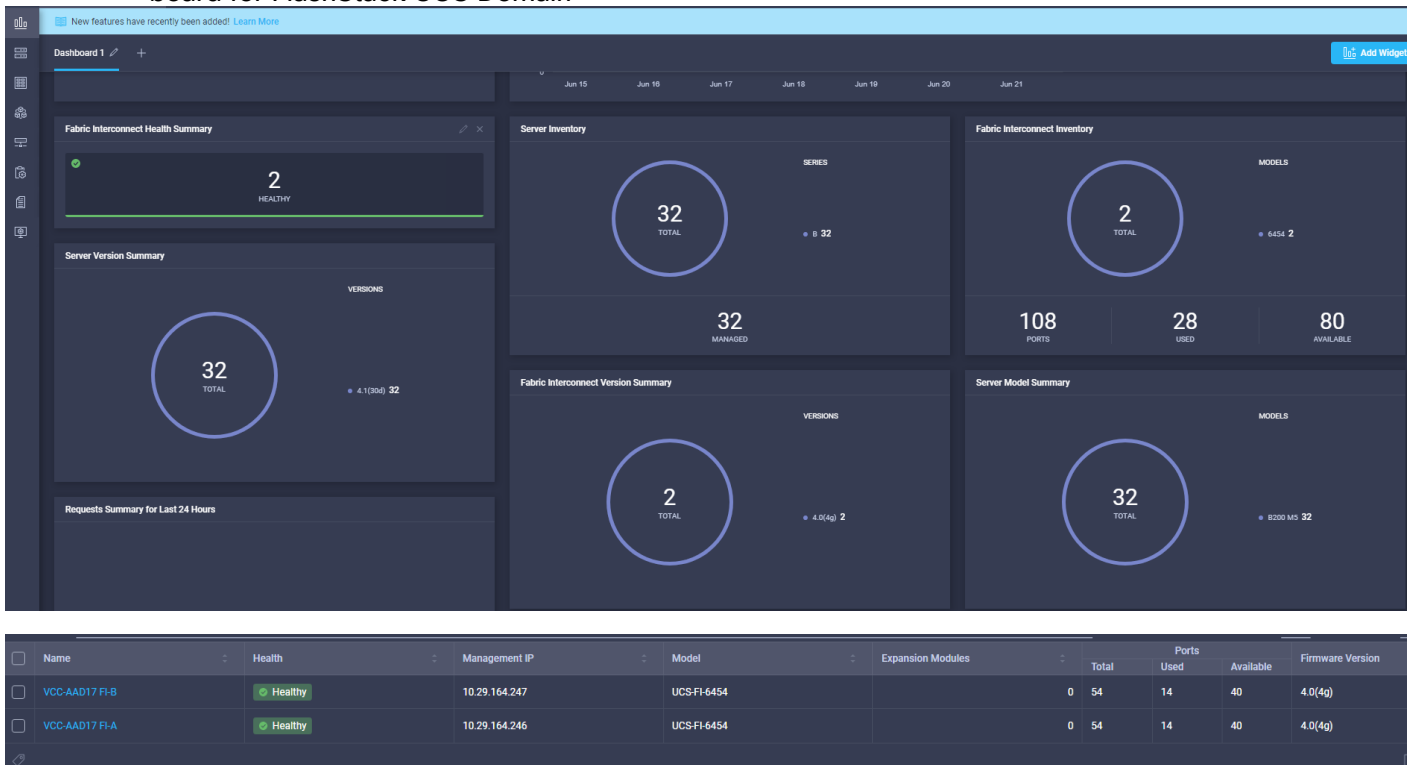 New features have recently been added! Learn More
Dashboard 1
Add Widget
0
Jun 15 Jun 16 Jun 17 Jun 18 Jun 19 Jun 20 Jun 21
Fabric Interconnect Health Summary
2
HEALTHY
Server Inventory
32
TOTAL
SERIES
B 32
32
MANAGED
Fabric Interconnect Inventory
2
TOTAL
MODELS
6454 2
108
PORTS
28
USED
80
AVAILABLE
Server Version Summary
VERSIONS
32
TOTAL
4.1(30d) 32
Fabric Interconnect Version Summary
VERSIONS
2
TOTAL
4.0(4g) 2
Server Model Summary
MODELS
32
TOTAL
B200 M5 32
Requests Summary for Last 24 Hours
Name Health Management IP Model Expansion Modules Ports Firmware Version
Total Used Available
VCC-AAD17 FI-B Healthy 10.29.164.247 UCS-FI-6454 0 54 14 40 4.0(4g)
VCC-AAD17 FI-A Healthy 10.29.164.246 UCS-FI-6454 0 54 14 40 4.0(4g)